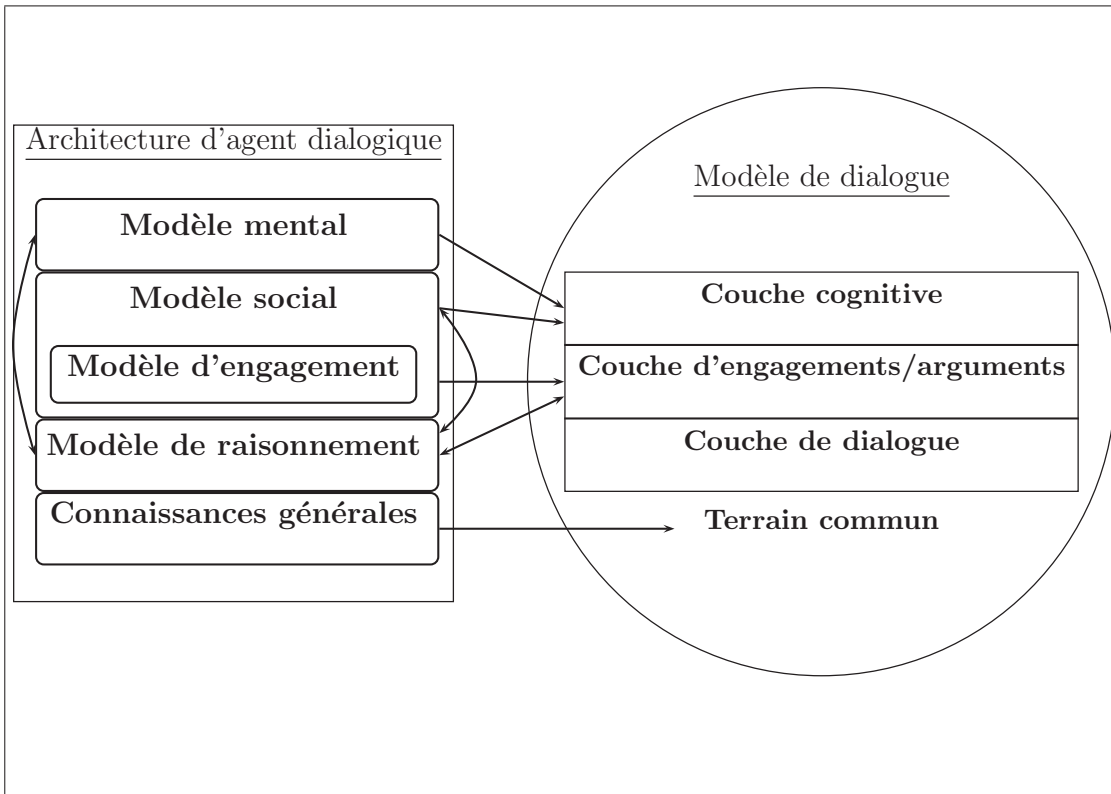 Architecture d'agent dialogique
Modèle mental
Modèle social
Modèle d'engagement
Modèle de raisonnement
Connaissances générales
Modèle de dialogue
Couche cognitive
Couche d'engagements/arguments
Couche de dialogue
Terrain commun